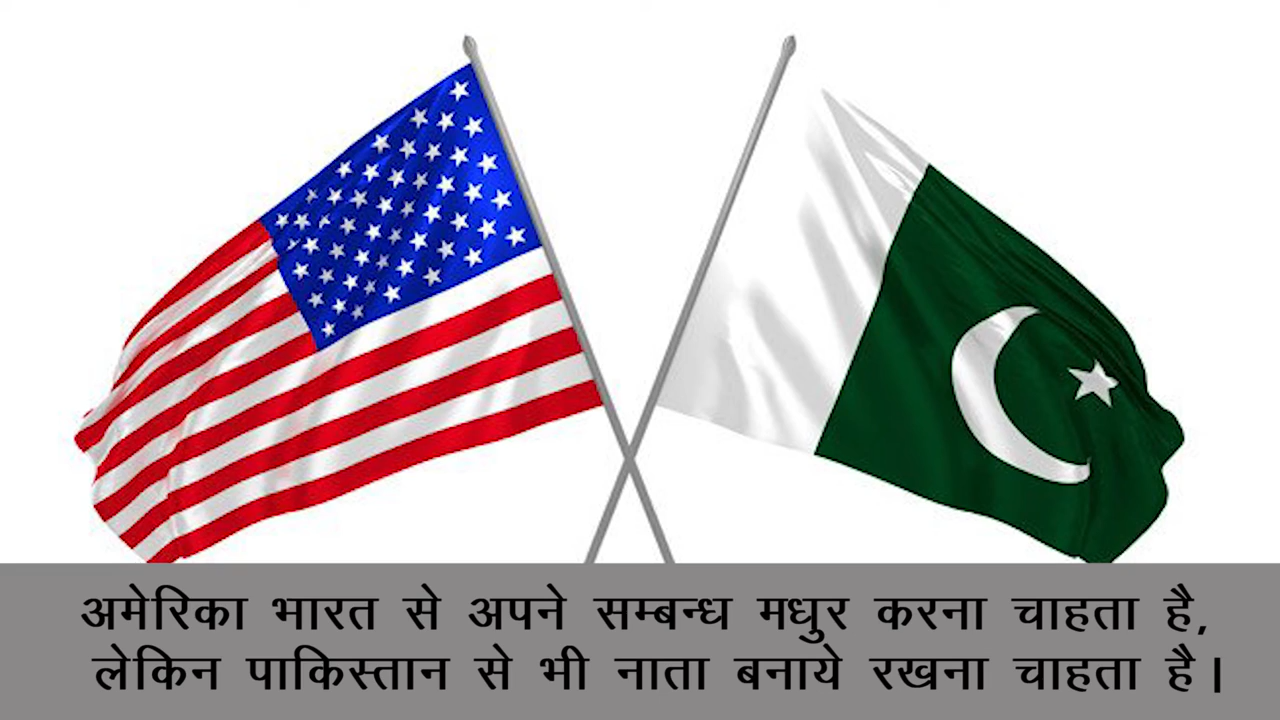 अमेरिका भारत से अपने सम्बन्ध मधुर करना चाहता है,
लेकिन पाकिस्तान से भी नाता बनाये रखना चाहता है।